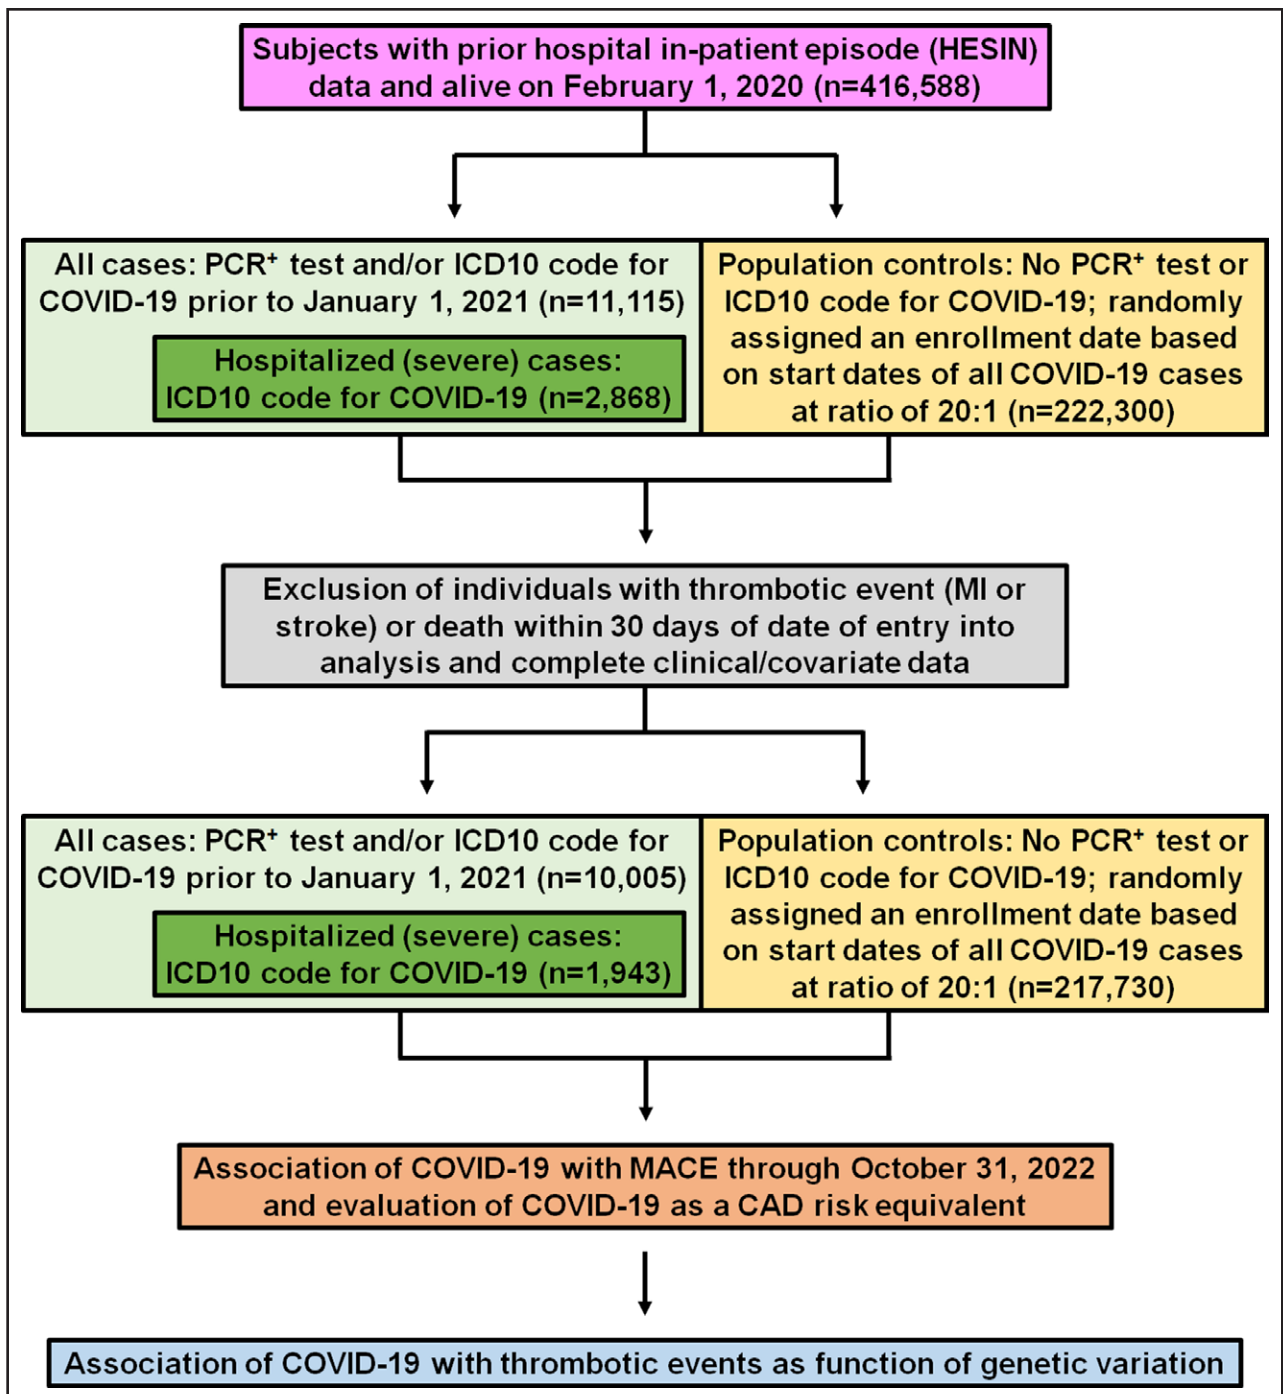 Subjects with prior hospital in-patient episode (HESIN)
data and alive on February 1, 2020 (n=416,588)
All cases: PCR⁺ test and/or ICD10 code for
COVID-19 prior to January 1, 2021 (n=11,115)
Hospitalized (severe) cases:
ICD10 code for COVID-19 (n=2,868)
Population controls: No PCR⁺ test or
ICD10 code for COVID-19; randomly
assigned an enrollment date based
on start dates of all COVID-19 cases
at ratio of 20:1 (n=222,300)
Exclusion of individuals with thrombotic event (MI or
stroke) or death within 30 days of date of entry into
analysis and complete clinical/covariate data
All cases: PCR⁺ test and/or ICD10 code for
COVID-19 prior to January 1, 2021 (n=10,005)
Hospitalized (severe) cases:
ICD10 code for COVID-19 (n=1,943)
Population controls: No PCR⁺ test or
ICD10 code for COVID-19; randomly
assigned an enrollment date based
on start dates of all COVID-19 cases
at ratio of 20:1 (n=217,730)
Association of COVID-19 with MACE through October 31, 2022
and evaluation of COVID-19 as a CAD risk equivalent
Association of COVID-19 with thrombotic events as function of genetic variation